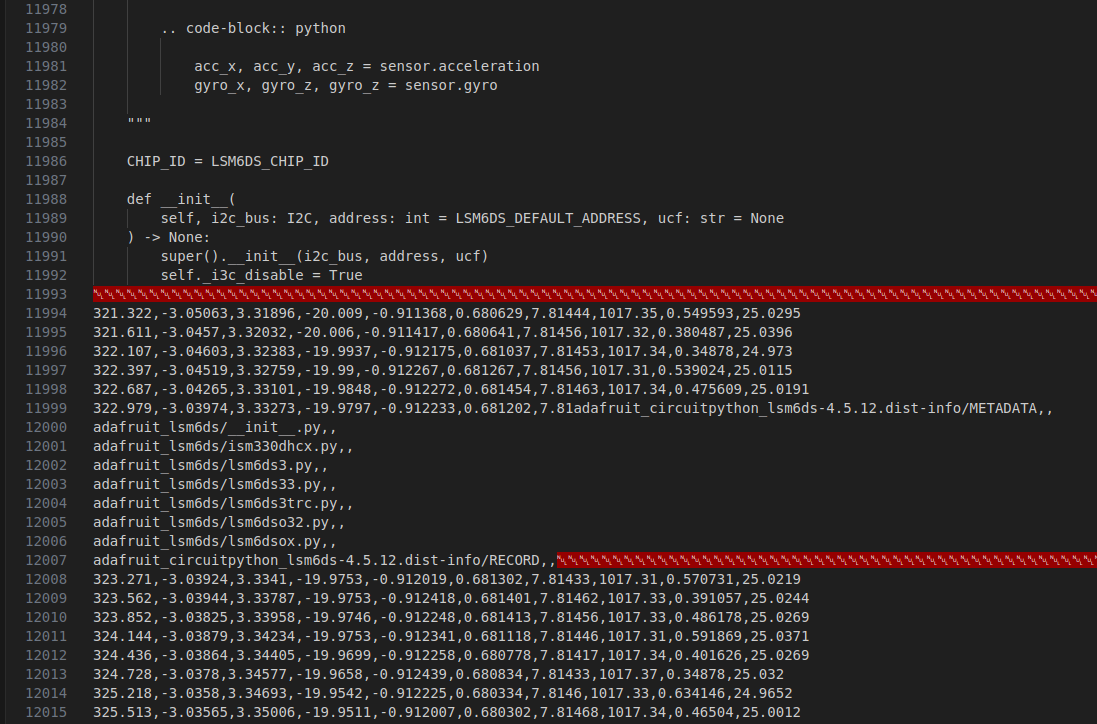 11978
11979 .. code-block:: python
11980
11981 acc_x, acc_y, acc_z = sensor.acceleration
11982 gyro_x, gyro_z, gyro_z = sensor.gyro
11983
11984 """
11985
11986 CHIP_ID = LSM6DS_CHIP_ID
11987
11988 def __init__(
11989 self, i2c_bus: I2C, address: int = LSM6DS_DEFAULT_ADDRESS, ucf: str = None
11990 ) -> None:
11991 super().__init__(i2c_bus, address, ucf)
11992 self._i3c_disable = True
11993
11994 321.322,-3.05063,3.31896,-20.009,-0.911368,0.680629,7.81444,1017.35,0.549593,25.0295
11995 321.611,-3.0457,3.32032,-20.006,-0.911417,0.680641,7.81456,1017.32,0.380487,25.0396
11996 322.107,-3.04603,3.32383,-19.9937,-0.912175,0.681037,7.81453,1017.34,0.34878,24.973
11997 322.397,-3.04519,3.32759,-19.99,-0.912267,0.681267,7.81456,1017.31,0.539024,25.0115
11998 322.687,-3.04265,3.33101,-19.9848,-0.912272,0.681454,7.81463,1017.34,0.475609,25.0191
11999 322.979,-3.03974,3.33273,-19.9797,-0.912233,0.681202,7.81adafruit_circuitpython_lsm6ds-4.5.12.dist-info/METADATA,,
12000 adafruit_lsm6ds/__init__.py,,
12001 adafruit_lsm6ds/ism330dhcx.py,,
12002 adafruit_lsm6ds/lsm6ds3.py,,
12003 adafruit_lsm6ds/lsm6ds33.py,,
12004 adafruit_lsm6ds/lsm6ds3trc.py,,
12005 adafruit_lsm6ds/lsm6dso32.py,,
12006 adafruit_lsm6ds/lsm6dsox.py,,
12007 adafruit_circuitpython_lsm6ds-4.5.12.dist-info/RECORD,,
12008 323.271,-3.03924,3.3341,-19.9753,-0.912019,0.681302,7.81433,1017.31,0.570731,25.0219
12009 323.562,-3.03944,3.33787,-19.9753,-0.912418,0.681401,7.81462,1017.33,0.391057,25.0244
12010 323.852,-3.03825,3.33958,-19.9746,-0.912248,0.681413,7.81456,1017.33,0.486178,25.0269
12011 324.144,-3.03879,3.34234,-19.9753,-0.912341,0.681118,7.81446,1017.31,0.591869,25.0371
12012 324.436,-3.03864,3.34405,-19.9699,-0.912258,0.680778,7.81417,1017.34,0.401626,25.0269
12013 324.728,-3.0378,3.34577,-19.9658,-0.912439,0.680834,7.81433,1017.37,0.34878,25.032
12014 325.218,-3.0358,3.34693,-19.9542,-0.912225,0.680334,7.8146,1017.33,0.634146,24.9652
12015 325.513,-3.03565,3.35006,-19.9511,-0.912007,0.680302,7.81468,1017.34,0.46504,25.0012